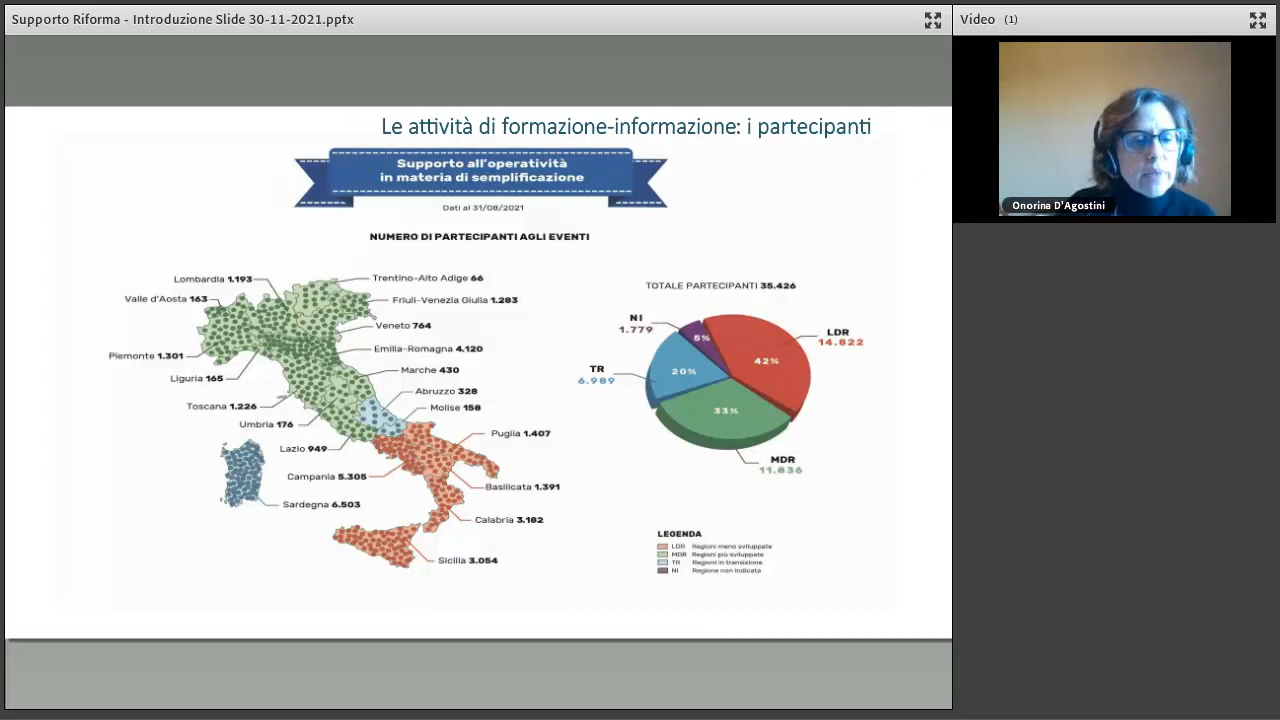 Supporto Riforma - Introduzione Slide 30-11-2021.pptx
Video (1)
Onorina D'Agostini
Le attività di formazione-informazione: i partecipanti
Supporto all'operatività
in materia di semplificazione
Dati al 31/08/2021
NUMERO DI PARTECIPANTI AGLI EVENTI
Lombardia 1.193
Trentino-Alto Adige 66
Valle d'Aosta 163
Friuli-Venezia Giulia 1.283
Veneto 764
Emilia-Romagna 4.120
Piemonte 1.301
Marche 430
Liguria 165
Abruzzo 328
Toscana 1.226
Molise 158
Umbria 176
Puglia 1.407
Lazio 949
Campania 5.305
Basilicata 1.391
Sardegna 6.503
Calabria 3.182
Sicilia 3.054
TOTALE PARTECIPANTI 35.426
NI
1.779
5%
LDR
14.822
42%
TR
6.989
20%
33%
MDR
11.836
LEGENDA
LDR Regioni meno sviluppate
MDR Regioni più sviluppate
TR Regioni in transizione
NI Regione non indicata